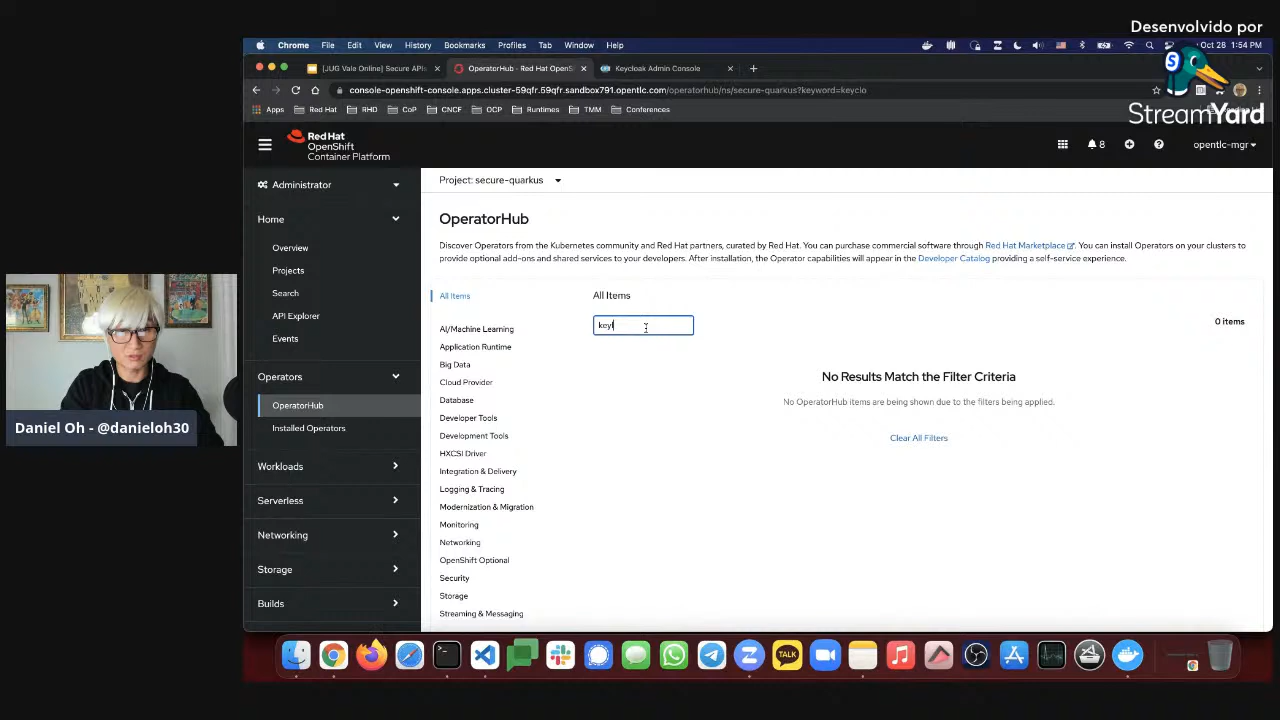 Desenvolvido por
StreamYard
Chrome File Edit View History Bookmarks Profiles Tab Window Help
Oct 28 1:54 PM
[JUG Vale Online] Secure APIs
OperatorHub · Red Hat OpenS
Keycloak Admin Console
console-openshift-console.apps.cluster-59qfr.59qfr.sandbox791.opentlc.com/operatorhub/ns/secure-quarkus?keyword=keyclo
Apps Red Hat RHD CoP CNCF OCP Runtimes TMM Conferences
Red Hat
OpenShift
Container Platform
8
opentlc-mgr
Administrator
Project: secure-quarkus
Home
Overview
Projects
Search
API Explorer
Events
Operators
OperatorHub
Installed Operators
Workloads
Serverless
Networking
Storage
Builds
OperatorHub
Discover Operators from the Kubernetes community and Red Hat partners, curated by Red Hat. You can purchase commercial software through Red Hat Marketplace. You can install Operators on your clusters to
provide optional add-ons and shared services to your developers. After installation, the Operator capabilities will appear in the Developer Catalog providing a self-service experience.
All Items
AI/Machine Learning
Application Runtime
Big Data
Cloud Provider
Database
Developer Tools
Development Tools
HXCSI Driver
Integration & Delivery
Logging & Tracing
Modernization & Migration
Monitoring
Networking
OpenShift Optional
Security
Storage
Streaming & Messaging
All Items
keyl
0 items
No Results Match the Filter Criteria
No OperatorHub items are being shown due to the filters being applied.
Clear All Filters
Daniel Oh - @danieloh30
TALK